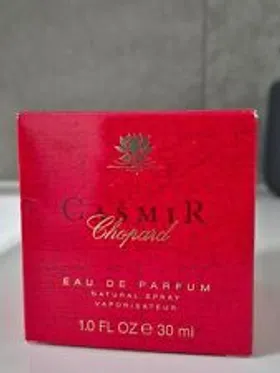 CASMIR
Chopard
EAU DE PARFUM
NATURAL SPRAY
VAPORISATEUR
1.0 FL OZ ℮ 30 ml